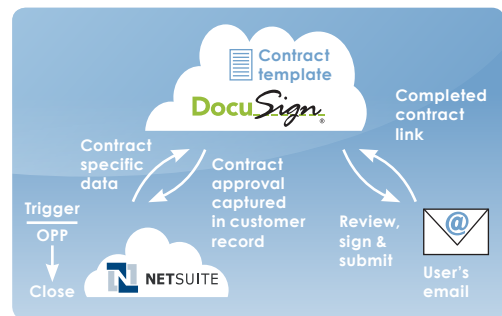 Contract
template
DocuSign®
Completed
contract
link
Contract
specific
data
Contract
approval
captured
in customer
record
Trigger
OPP
Close
N NETSUITE
Review,
sign &
submit
@
User's
email